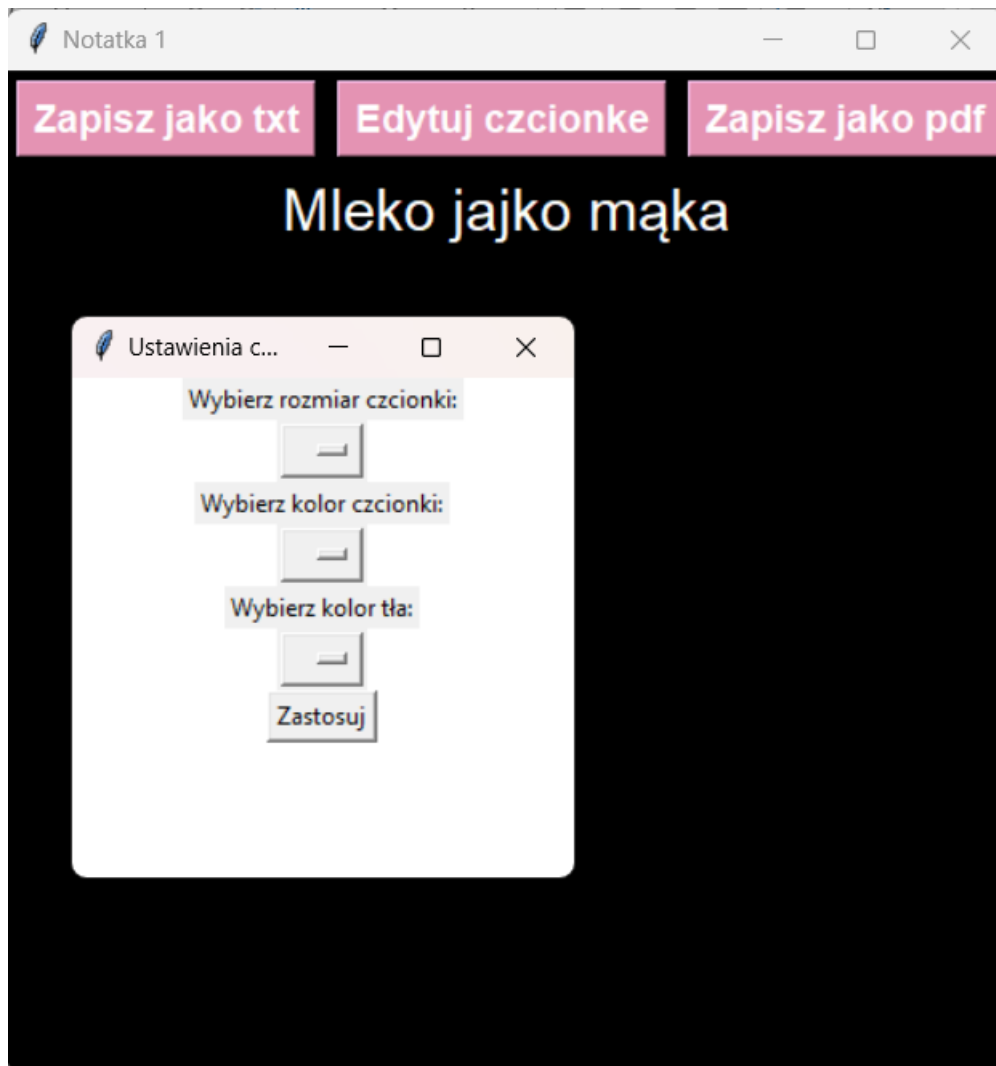 Notatka 1
Zapisz jako txt Edytuj czcionke Zapisz jako pdf
Mleko jajko mąka
Ustawienia c...
Wybierz rozmiar czcionki:
Wybierz kolor czcionki:
Wybierz kolor tła:
Zastosuj